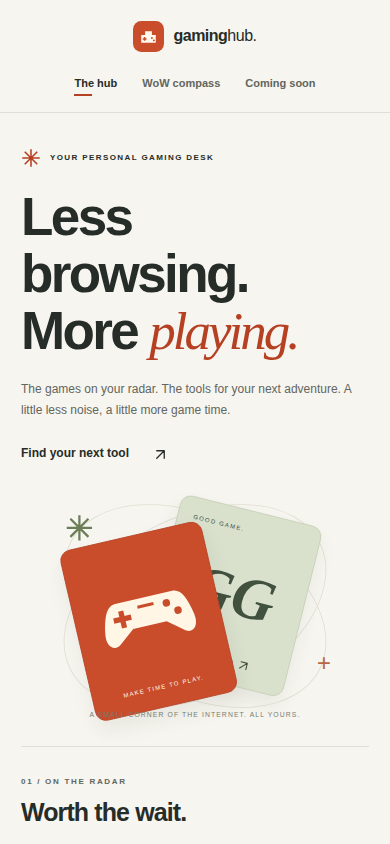 gaminghub.
The hub WoW compass Coming soon
YOUR PERSONAL GAMING DESK
Less
browsing.
More playing.
The games on your radar. The tools for your next adventure. A
little less noise, a little more game time.
Find your next tool
GOOD GAME.
GG
MAKE TIME TO PLAY.
A CORNER OF THE INTERNET. ALL YOURS.
01 / ON THE RADAR
Worth the wait.